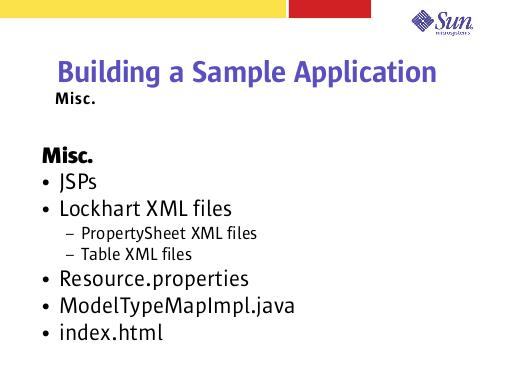 Sun
microsystems
Building a Sample Application
Misc.
Misc.
• JSPs
• Lockhart XML files
– PropertySheet XML files
– Table XML files
• Resource.properties
• ModelTypeMapImpl.java
• index.html